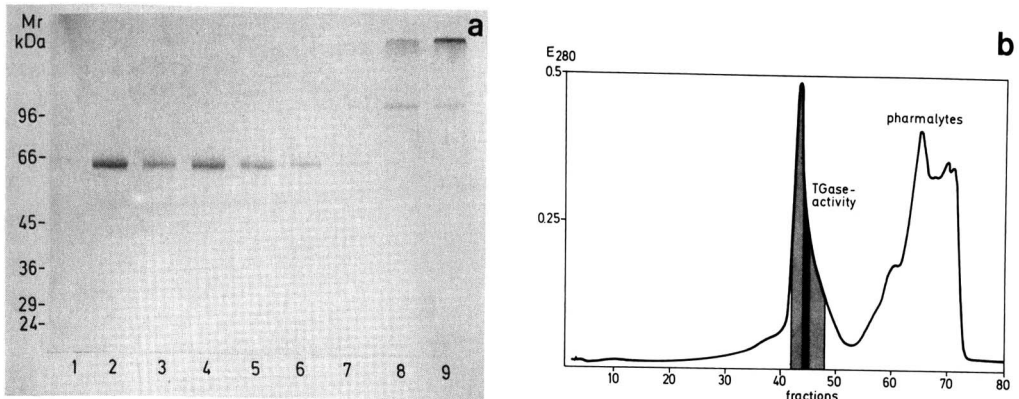 Mr
kDa
a
96-
66-
45-
36-
29-
24-
1 2 3 4 5 6 7 8 9
b
E280
0.5
0.25
TGase-
activity
pharmalytes
10 20 30 40 50 60 70 80
fractions